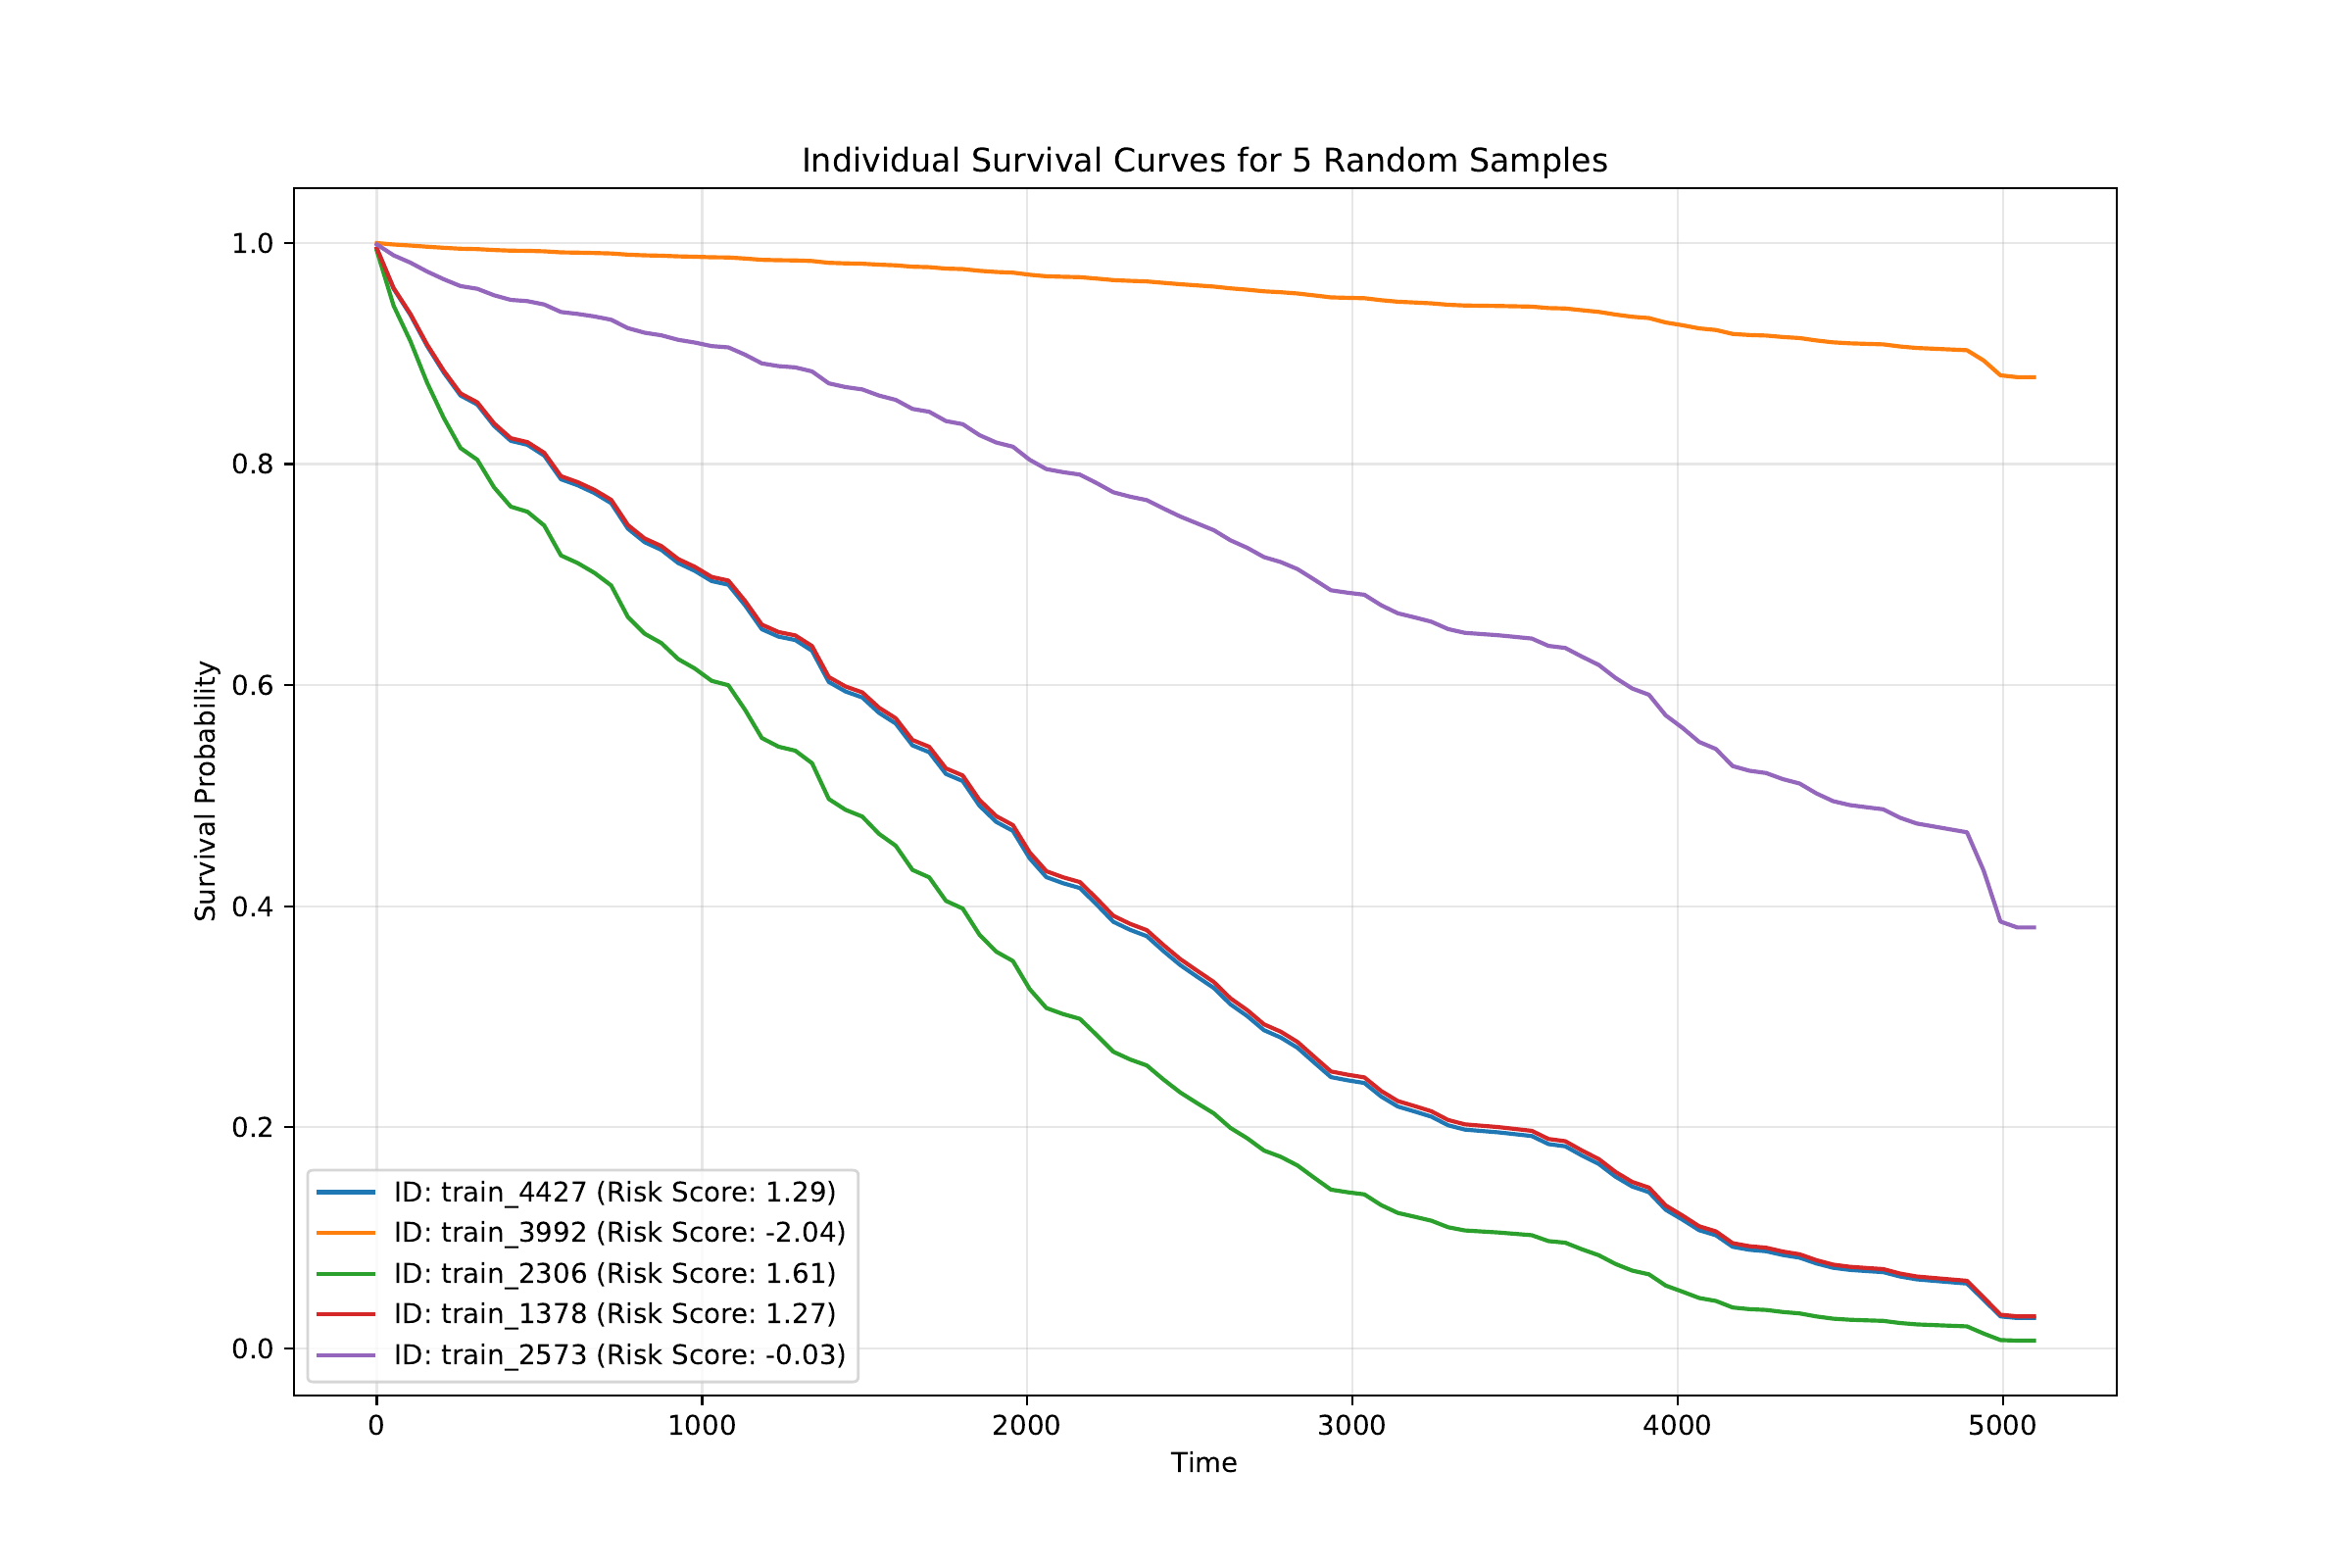 Individual Survival Curves for 5 Random Samples
1.0
0.8
0.6
0.4
0.2
0.0
Survival Probability
ID: train_4427 (Risk Score: 1.29)
ID: train_3992 (Risk Score: -2.04)
ID: train_2306 (Risk Score: 1.61)
ID: train_1378 (Risk Score: 1.27)
ID: train_2573 (Risk Score: -0.03)
0 1000 2000 3000 4000 5000
Time